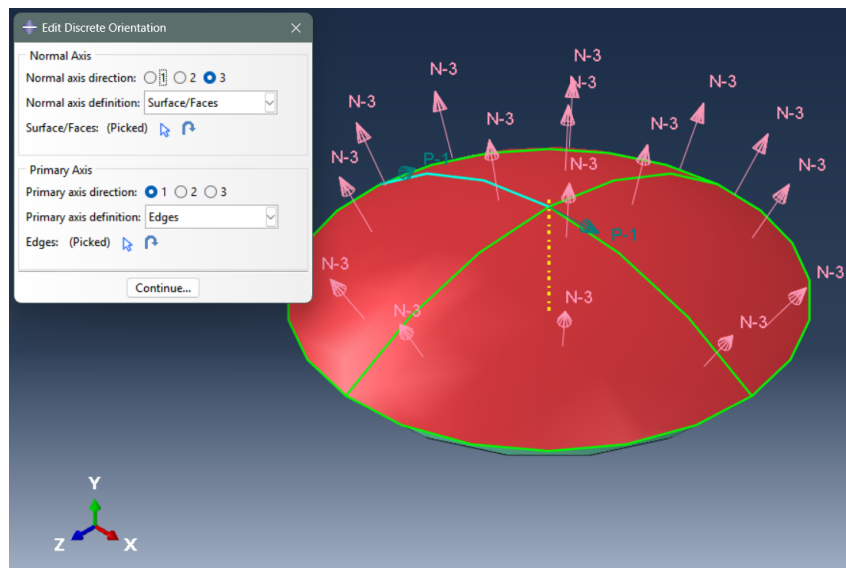 Edit Discrete Orientation
Normal Axis
Normal axis direction: 1 2 3
Normal axis definition: Surface/Faces
Surface/Faces: (Picked)
Primary Axis
Primary axis direction: 1 2 3
Primary axis definition: Edges
Edges: (Picked)
Continue...
N-3
N-3
N-3
N-3
N-3
N-3
N-3
N-3
N-3
P-1
N-3
N-3
N-3
P-1
N-3
N-3
N-3
N-3
N-3
Y
Z X